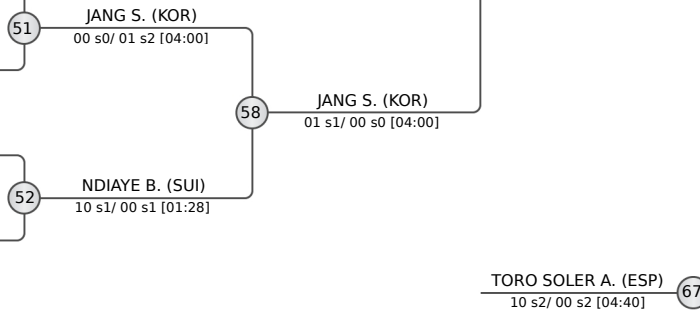 51
JANG S. (KOR)
00 s0/ 01 s2 [04:00]
58
JANG S. (KOR)
01 s1/ 00 s0 [04:00]
52
NDIAYE B. (SUI)
10 s1/ 00 s1 [01:28]
TORO SOLER A. (ESP)
10 s2/ 00 s2 [04:40]
67